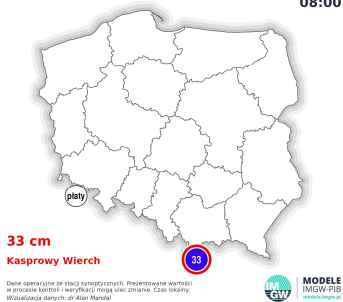 08:00
płaty
33
33 cm
Kasprowy Wierch
Dane operacyjne ze stacji synoptycznych. Prezentowane wartości
w procesie kontroli i weryfikacji mogą ulec zmianie. Czas lokalny.
Wizualizacja danych: dr Alan Mandal
IM
GW
MODELE
IMGW-PIB
modele.imgw.pl